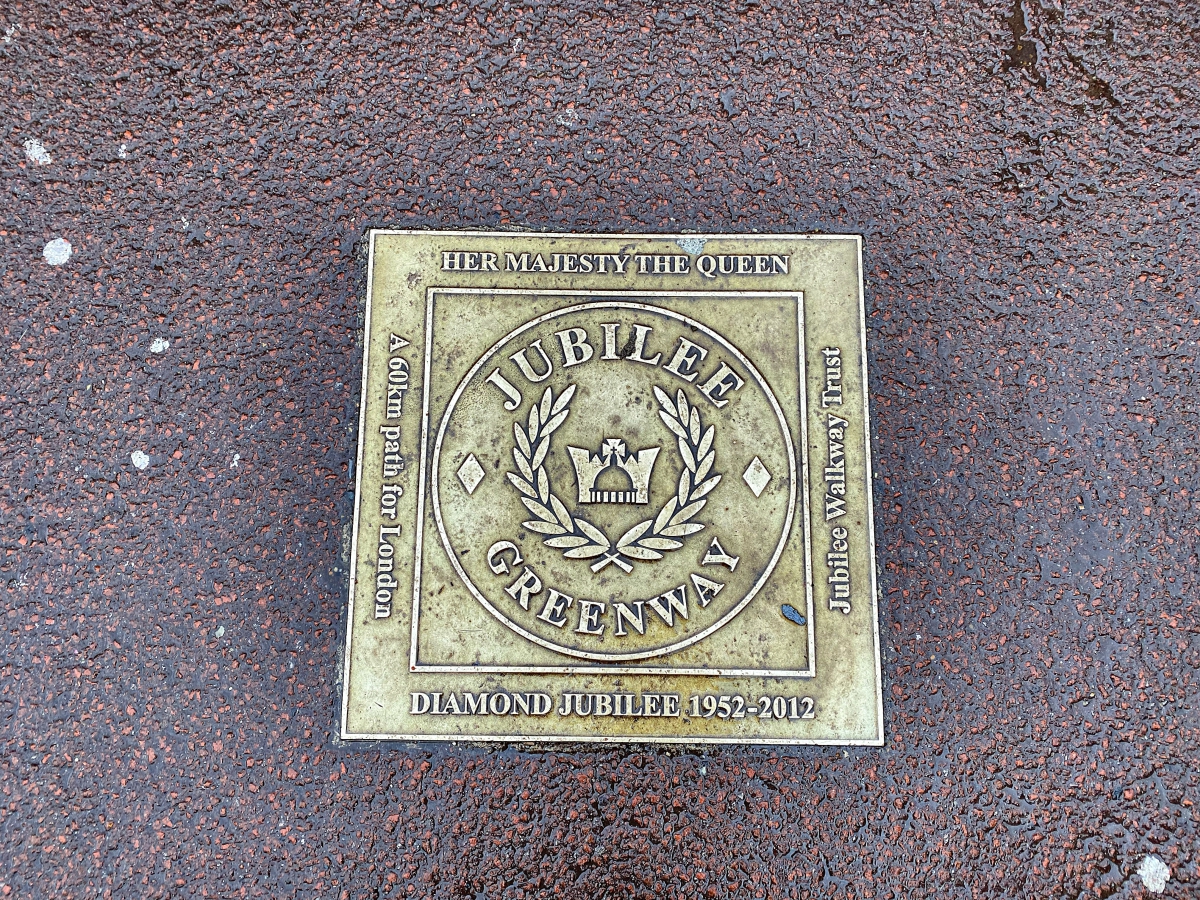 HER MAJESTY THE QUEEN
JUBILEE
GREENWAY
A 60km path for London
Jubilee Walkway Trust
DIAMOND JUBILEE 1952-2012